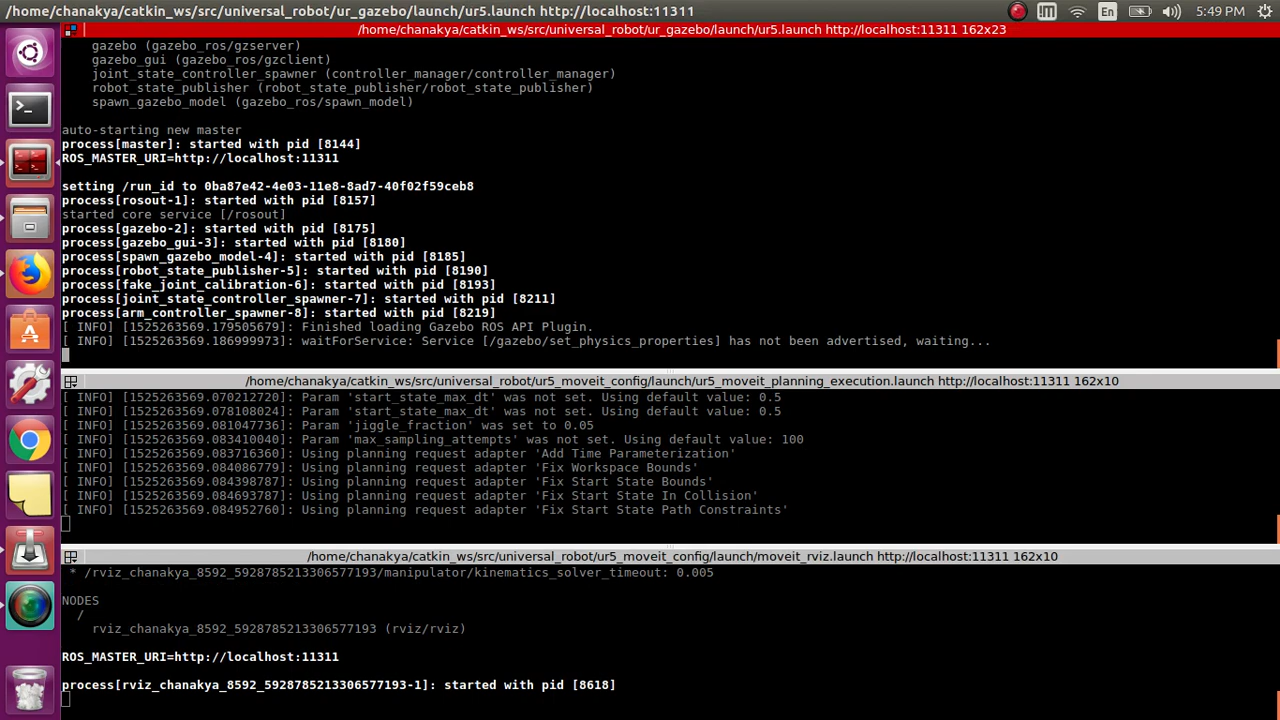 /home/chanakya/catkin_ws/src/universal_robot/ur_gazebo/launch/ur5.launch http://localhost:11311
En
5:49 PM
/home/chanakya/catkin_ws/src/universal_robot/ur_gazebo/launch/ur5.launch http://localhost:11311 162x23
gazebo (gazebo_ros/gzserver)
gazebo_gui (gazebo_ros/gzclient)
joint_state_controller_spawner (controller_manager/controller_manager)
robot_state_publisher (robot_state_publisher/robot_state_publisher)
spawn_gazebo_model (gazebo_ros/spawn_model)
auto-starting new master
process[master]: started with pid [8144]
ROS_MASTER_URI=http://localhost:11311
setting /run_id to 0ba87e42-4e03-11e8-8ad7-40f02f59ceb8
process[rosout-1]: started with pid [8157]
started core service [/rosout]
process[gazebo-2]: started with pid [8175]
process[gazebo_gui-3]: started with pid [8180]
process[spawn_gazebo_model-4]: started with pid [8185]
process[robot_state_publisher-5]: started with pid [8190]
process[fake_joint_calibration-6]: started with pid [8193]
process[joint_state_controller_spawner-7]: started with pid [8211]
process[arm_controller_spawner-8]: started with pid [8219]
[ INFO] [1525263569.179505679]: Finished loading Gazebo ROS API Plugin.
[ INFO] [1525263569.186999973]: waitForService: Service [/gazebo/set_physics_properties] has not been advertised, waiting...
/home/chanakya/catkin_ws/src/universal_robot/ur5_moveit_config/launch/ur5_moveit_planning_execution.launch http://localhost:11311 162x10
[ INFO] [1525263569.070212720]: Param 'start_state_max_dt' was not set. Using default value: 0.5
[ INFO] [1525263569.078108024]: Param 'start_state_max_dt' was not set. Using default value: 0.5
[ INFO] [1525263569.081047736]: Param 'jiggle_fraction' was set to 0.05
[ INFO] [1525263569.083410040]: Param 'max_sampling_attempts' was not set. Using default value: 100
[ INFO] [1525263569.083716360]: Using planning request adapter 'Add Time Parameterization'
[ INFO] [1525263569.084086779]: Using planning request adapter 'Fix Workspace Bounds'
[ INFO] [1525263569.084398787]: Using planning request adapter 'Fix Start State Bounds'
[ INFO] [1525263569.084693787]: Using planning request adapter 'Fix Start State In Collision'
[ INFO] [1525263569.084952760]: Using planning request adapter 'Fix Start State Path Constraints'
/home/chanakya/catkin_ws/src/universal_robot/ur5_moveit_config/launch/moveit_rviz.launch http://localhost:11311 162x10
* /rviz_chanakya_8592_5928785213306577193/manipulator/kinematics_solver_timeout: 0.005
NODES
/
rviz_chanakya_8592_5928785213306577193 (rviz/rviz)
ROS_MASTER_URI=http://localhost:11311
process[rviz_chanakya_8592_5928785213306577193-1]: started with pid [8618]